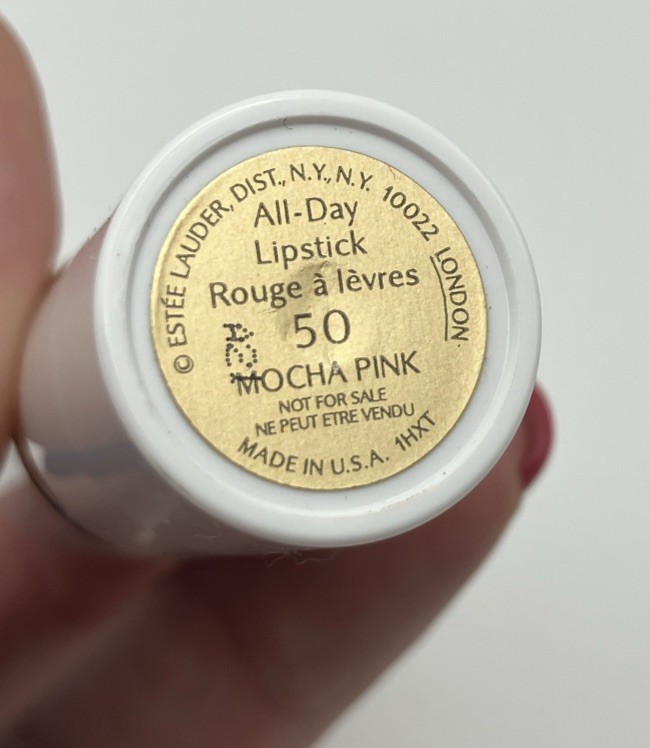 © ESTÉE LAUDER, DIST., N.Y., N.Y. 10022 LONDON·
All-Day
Lipstick
Rouge à lèvres
50
MOCHA PINK
NOT FOR SALE
NE PEUT ETRE VENDU
MADE IN U.S.A. 1HXT